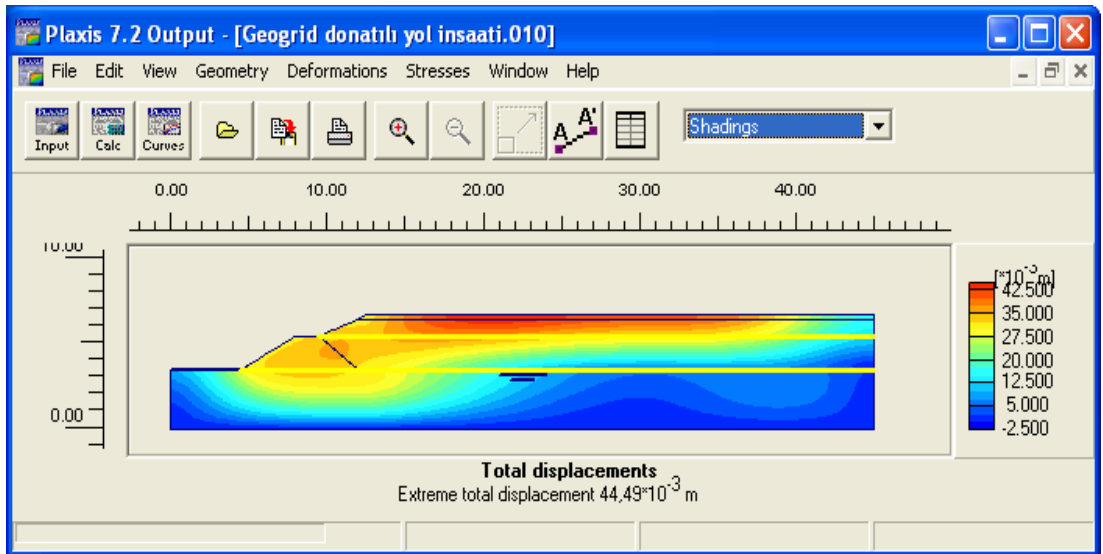 Plaxis 7.2 Output - [Geogrid donatılı yol insaati.010]
File Edit View Geometry Deformations Stresses Window Help
Input Calc Curves A A' Shadings
0.00 10.00 20.00 30.00 40.00
10.00
0.00
[*10⁻³m]
42.500
35.000
27.500
20.000
12.500
5.000
-2.500
Total displacements
Extreme total displacement 44,49*10⁻³ m